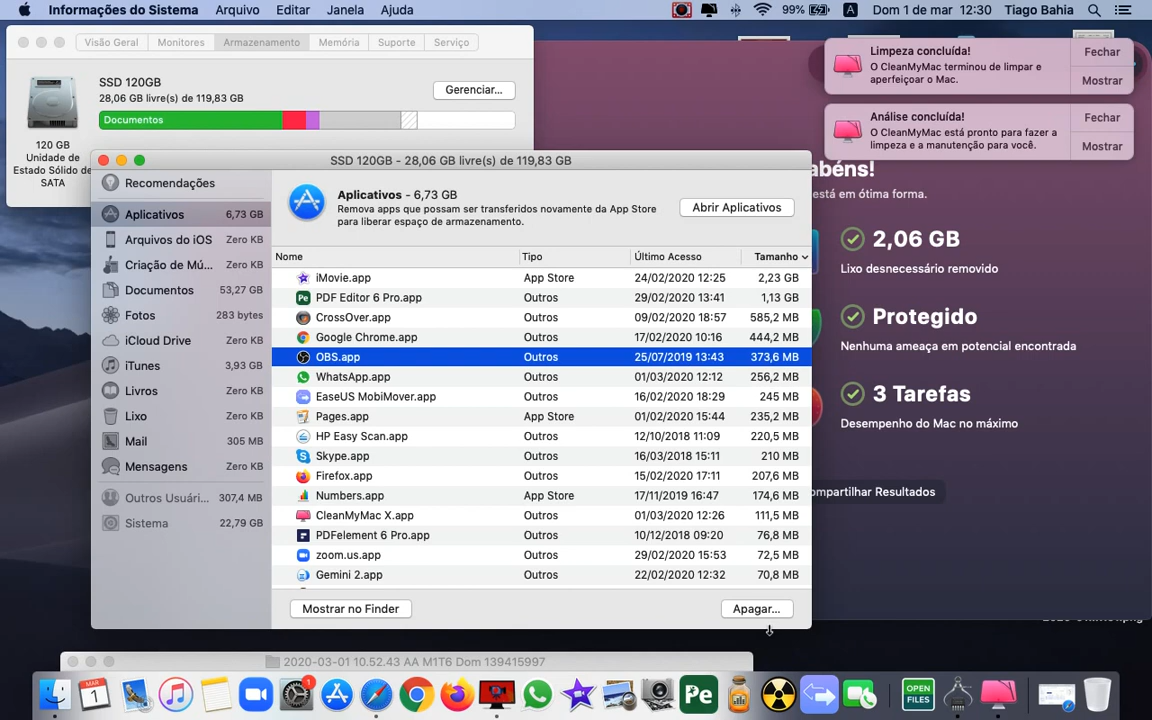 Informações do Sistema Arquivo Editar Janela Ajuda 99% A Dom 1 de mar 12:30 Tiago Bahia
Visão Geral Monitores Armazenamento Memória Suporte Serviço
SSD 120GB
28,06 GB livre(s) de 119,83 GB
Gerenciar...
Documentos
120 GB
Unidade de
Estado Sólido de
SATA
Limpeza concluída!
O CleanMyMac terminou de limpar e
aperfeiçoar o Mac.
Fechar
Mostrar
Análise concluída!
O CleanMyMac está pronto para fazer a
limpeza e a manutenção para você.
Fechar
Mostrar
abéns!
está em ótima forma.
2,06 GB
Lixo desnecessário removido
Protegido
Nenhuma ameaça em potencial encontrada
3 Tarefas
Desempenho do Mac no máximo
ompartilhar Resultados
SSD 120GB - 28,06 GB livre(s) de 119,83 GB
Recomendações
Aplicativos 6,73 GB
Arquivos do iOS Zero KB
Criação de Mú... Zero KB
Documentos 53,27 GB
Fotos 283 bytes
iCloud Drive Zero KB
iTunes 3,93 GB
Livros Zero KB
Lixo Zero KB
Mail 305 MB
Mensagens Zero KB
Outros Usuári... 307,4 MB
Sistema 22,79 GB
Aplicativos - 6,73 GB
Remova apps que possam ser transferidos novamente da App Store
para liberar espaço de armazenamento.
Abrir Aplicativos
Nome Tipo Último Acesso Tamanho
iMovie.app App Store 24/02/2020 12:25 2,23 GB
PDF Editor 6 Pro.app Outros 29/02/2020 13:41 1,13 GB
CrossOver.app Outros 09/02/2020 18:57 585,2 MB
Google Chrome.app Outros 17/02/2020 10:16 444,2 MB
OBS.app Outros 25/07/2019 13:43 373,6 MB
WhatsApp.app Outros 01/03/2020 12:12 256,2 MB
EaseUS MobiMover.app Outros 16/02/2020 18:29 245 MB
Pages.app App Store 01/02/2020 15:44 235,2 MB
HP Easy Scan.app Outros 12/10/2018 11:09 220,5 MB
Skype.app Outros 16/03/2018 15:11 210 MB
Firefox.app Outros 15/02/2020 17:11 207,6 MB
Numbers.app App Store 17/11/2019 16:47 174,6 MB
CleanMyMac X.app Outros 01/03/2020 12:26 111,5 MB
PDFelement 6 Pro.app Outros 10/12/2018 09:20 76,8 MB
zoom.us.app Outros 29/02/2020 15:53 72,5 MB
Gemini 2.app Outros 22/02/2020 12:32 70,8 MB
Mostrar no Finder
Apagar...
2020-03-01 10.52.43 AA M1T6 Dom 139415997
MAR
1
1
Pe
OPEN
FILES